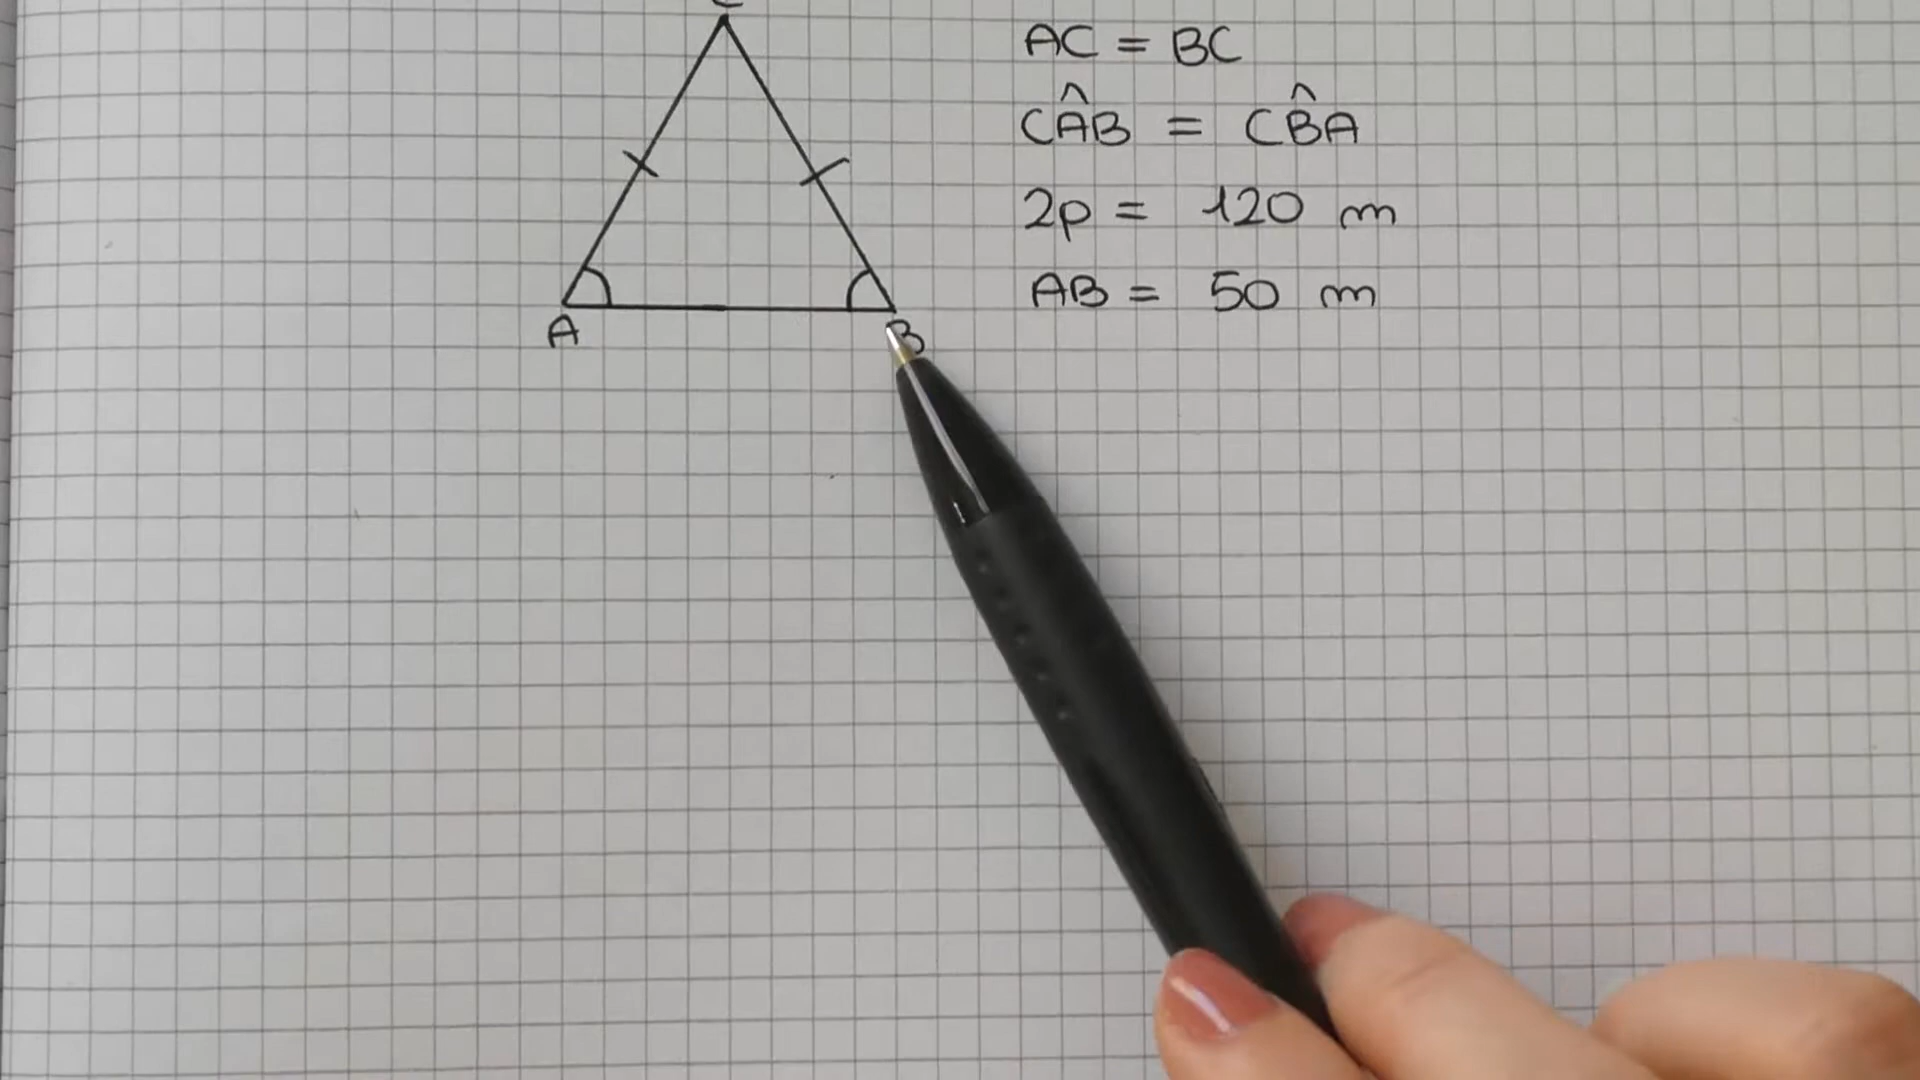 AC = BC
CÂB = CB̂A
2p = 120 m
AB = 50 m
A
B